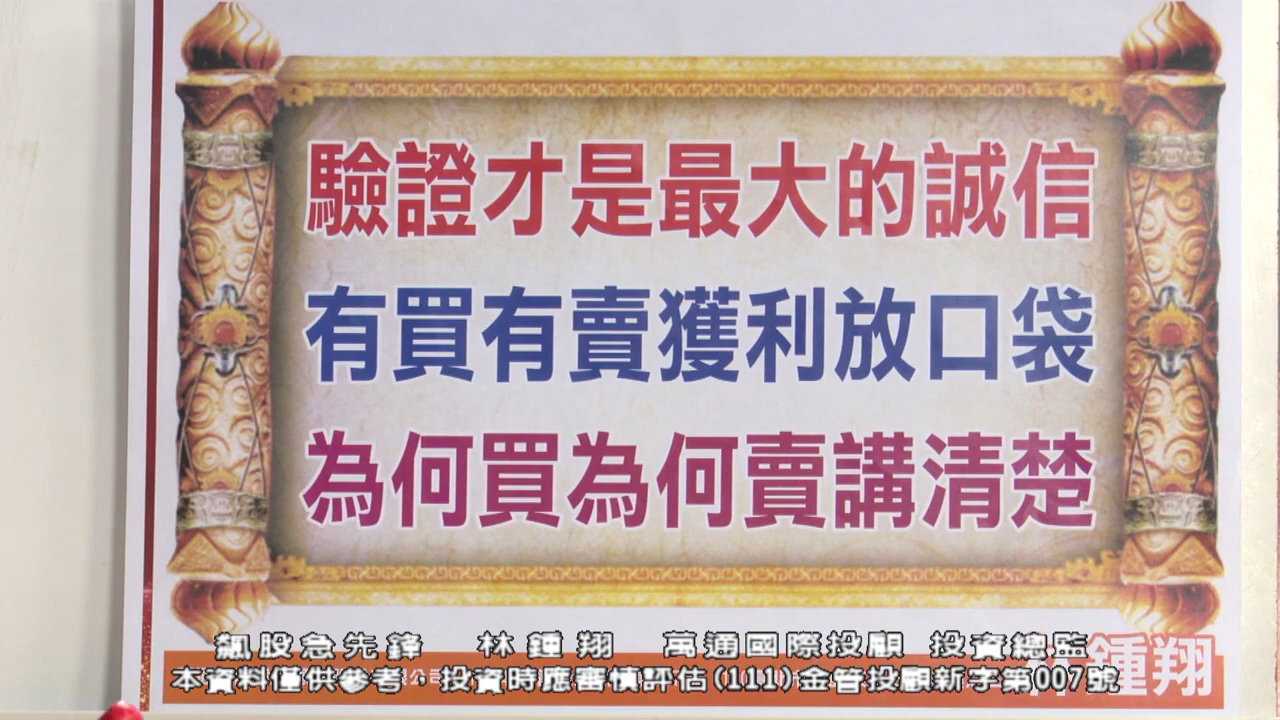 驗證才是最大的誠信
有買有賣獲利放口袋
為何買為何賣講清楚
飆股急先鋒 林鍾翔 萬通國際投顧 投資總監
本資料僅供參考，投資時應審慎評估(111)金管投顧新字第007號
林鍾翔